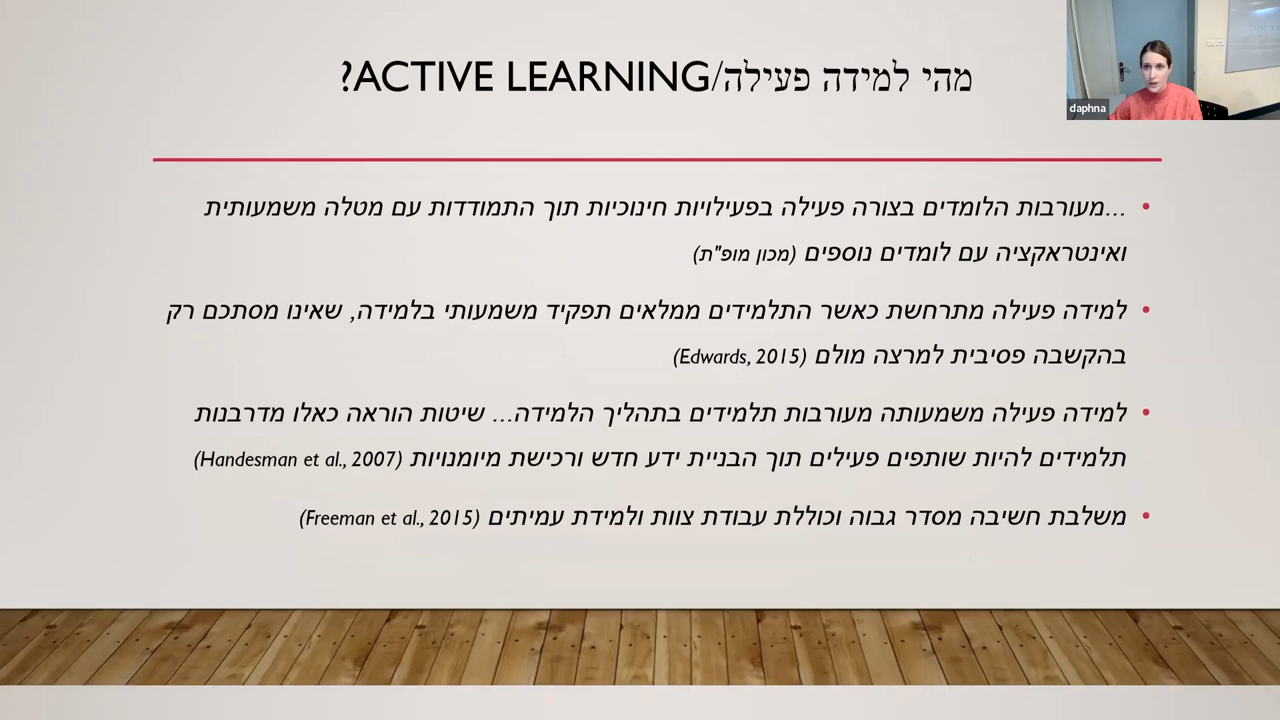 מהי למידה פעילה/ACTIVE LEARNING?
daphna
...מעורבות הלומדים בצורה פעילה בפעילויות חינוכיות תוך התמודדות עם מטלה משמעותית
ואינטראקציה עם לומדים נוספים (מכון מופ"ת)
למידה פעילה מתרחשת כאשר התלמידים ממלאים תפקיד משמעותי בלמידה, שאינו מסתכם רק
בהקשבה פסיבית למרצה מולם (Edwards, 2015)
למידה פעילה משמעותה מעורבות תלמידים בתהליך הלמידה... שיטות הוראה כאלו מדרבנות
תלמידים להיות שותפים פעילים תוך הבניית ידע חדש ורכישת מיומנויות (Handesman et al., 2007)
משלבת חשיבה מסדר גבוה וכוללת עבודת צוות ולמידת עמיתים (Freeman et al., 2015)